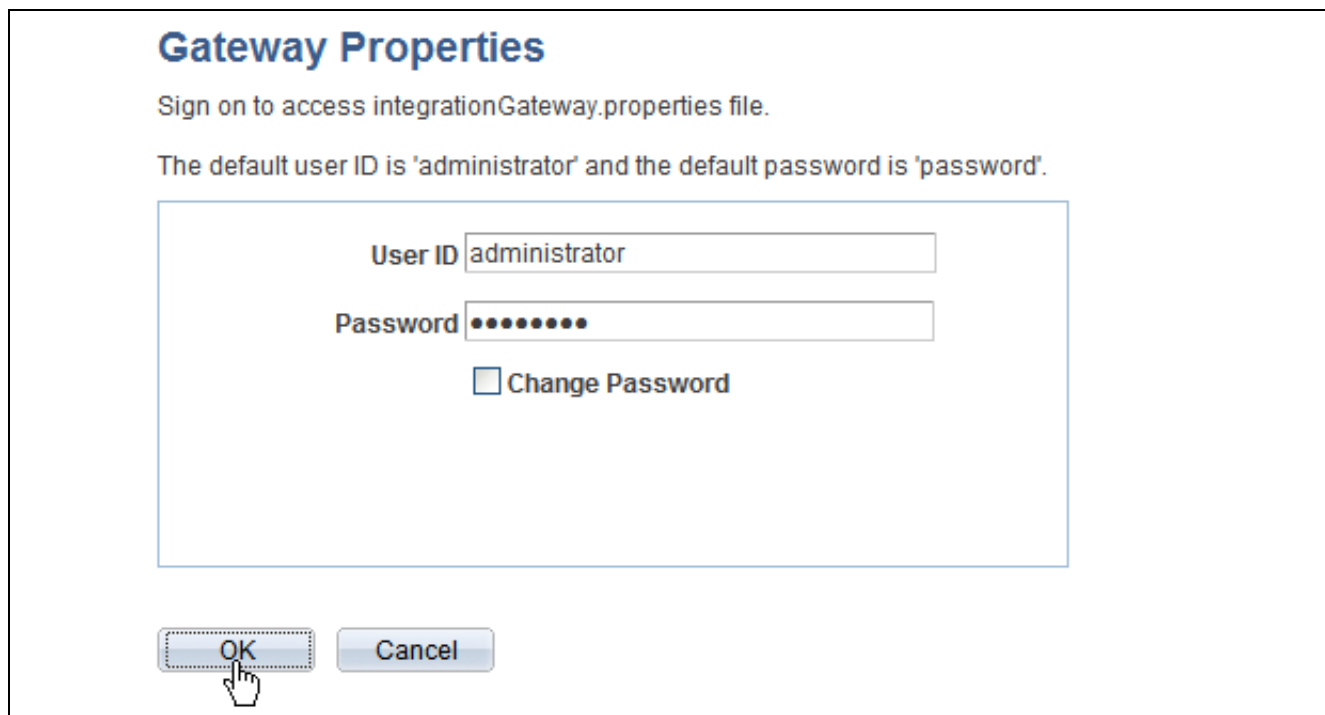 Gateway Properties
Sign on to access integrationGateway.properties file.
The default user ID is 'administrator' and the default password is 'password'.
User ID administrator
Password ••••••••
Change Password
OK Cancel